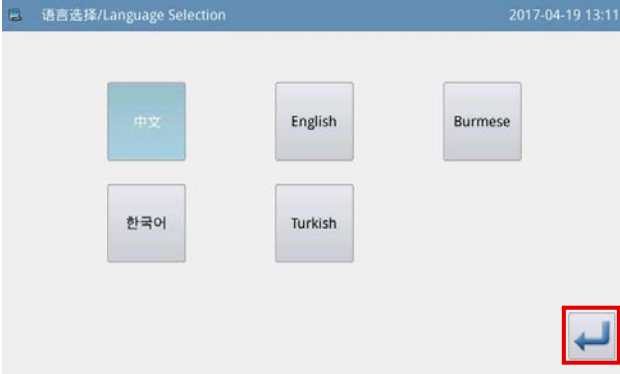 语言选择/Language Selection 2017-04-19 13:11
中文 English Burmese
한국어 Turkish